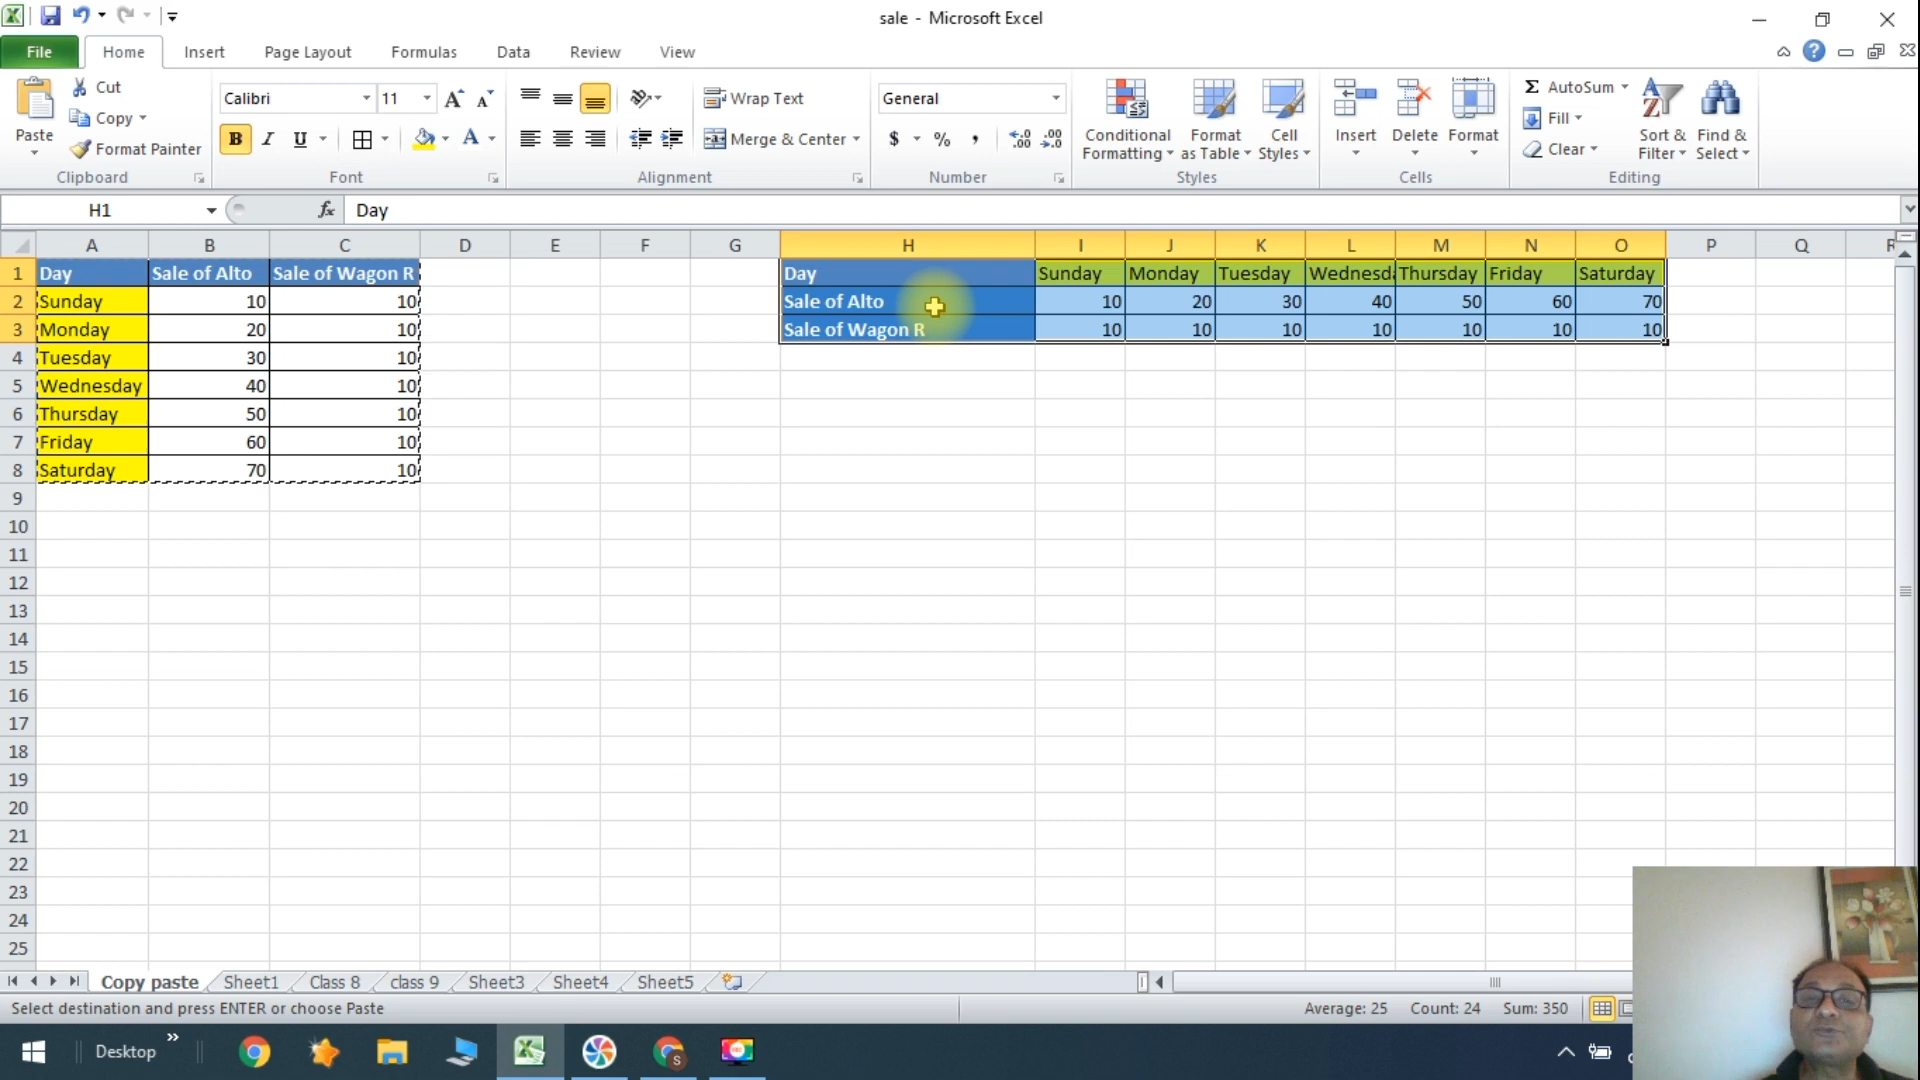 sale - Microsoft Excel
File Home Insert Page Layout Formulas Data Review View
Paste Cut Copy Format Painter Clipboard
Calibri 11 B I U A A A Font
Wrap Text Merge & Center Alignment
General $ % , .00 .00 Number
Conditional Formatting Format as Table Cell Styles Styles
Insert Delete Format Cells
Σ AutoSum Fill Clear Sort & Filter Find & Select Editing
H1 fx Day
A B C D E F G H I J K L M N O P Q R
1 Day Sale of Alto Sale of Wagon R Day Sunday Monday Tuesday Wednesd Thursday Friday Saturday
2 Sunday 10 10 Sale of Alto 10 20 30 40 50 60 70
3 Monday 20 10 Sale of Wagon R 10 10 10 10 10 10 10
4 Tuesday 30 10
5 Wednesday 40 10
6 Thursday 50 10
7 Friday 60 10
8 Saturday 70 10
9
10
11
12
13
14
15
16
17
18
19
20
21
22
23
24
25
Copy paste Sheet1 Class 8 class 9 Sheet3 Sheet4 Sheet5
Select destination and press ENTER or choose Paste Average: 25 Count: 24 Sum: 350
Desktop